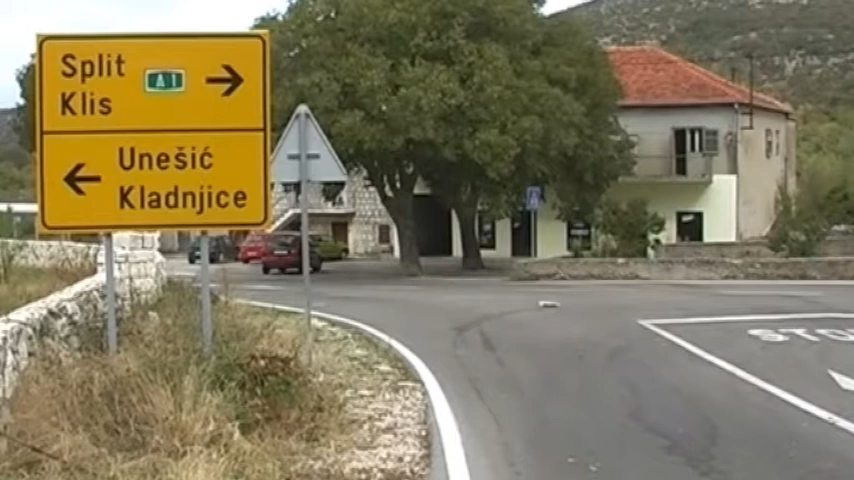 Split
A1
Klis
Unešić
Kladnjice
STOP